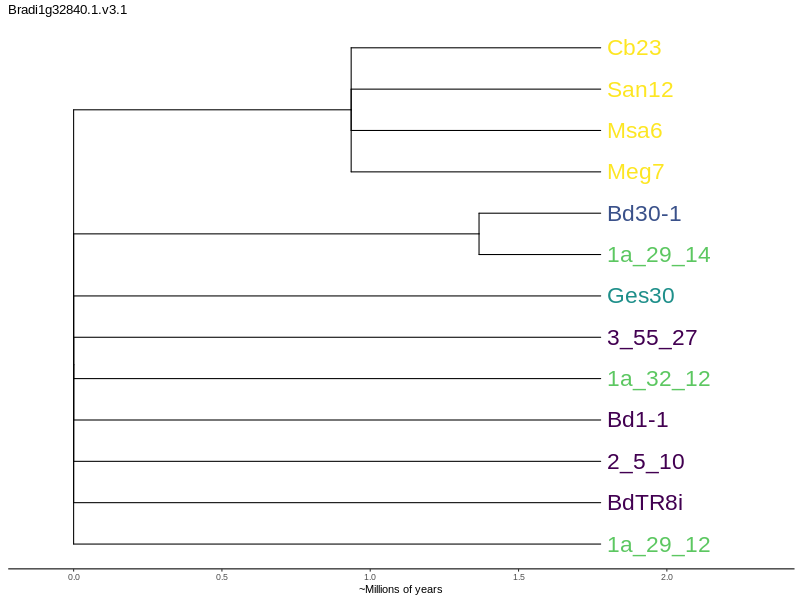 Bradi1g32840.1.v3.1
Cb23
San12
Msa6
Meg7
Bd30-1
1a_29_14
Ges30
3_55_27
1a_32_12
Bd1-1
2_5_10
BdTR8i
1a_29_12
0.0 0.5 1.0 1.5 2.0
~Millions of years